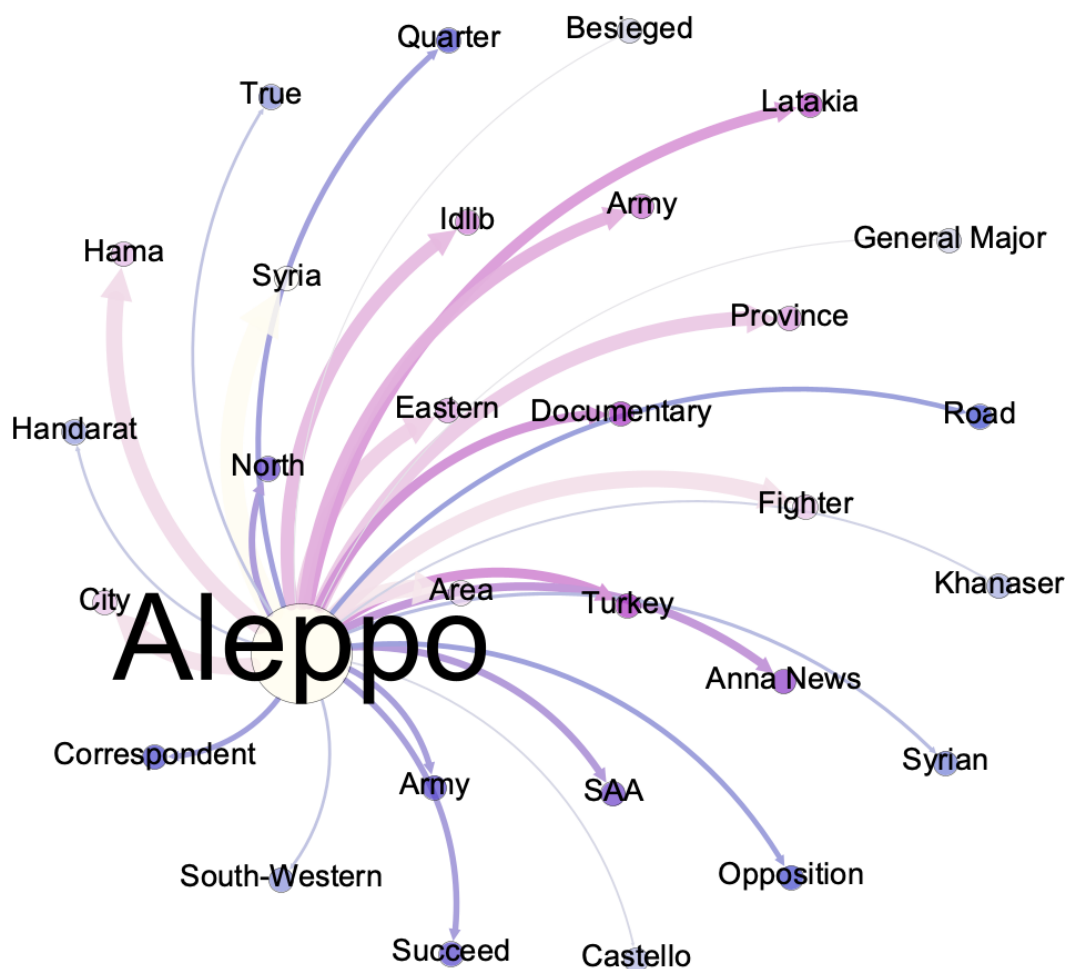 Quarter
Besieged
True
Latakia
Idlib
Army
Hama
General Major
Syria
Province
Eastern
Documentary
Road
Handarat
North
Fighter
Khanaser
City
Area
Turkey
Aleppo
Anna News
Correspondent
Syrian
Army
SAA
South-Western
Opposition
Succeed
Castello